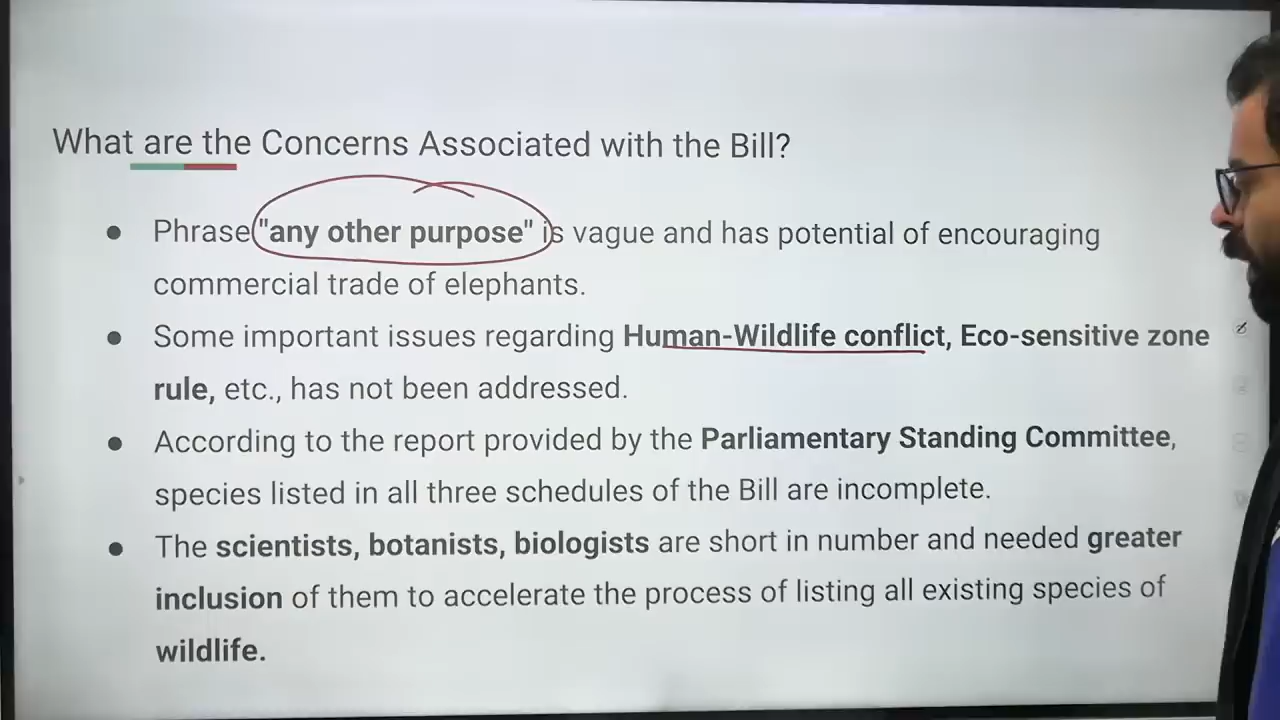 What are the Concerns Associated with the Bill?
● Phrase "any other purpose" is vague and has potential of encouraging
commercial trade of elephants.
● Some important issues regarding Human-Wildlife conflict, Eco-sensitive zone
rule, etc., has not been addressed.
● According to the report provided by the Parliamentary Standing Committee,
species listed in all three schedules of the Bill are incomplete.
● The scientists, botanists, biologists are short in number and needed greater
inclusion of them to accelerate the process of listing all existing species of
wildlife.